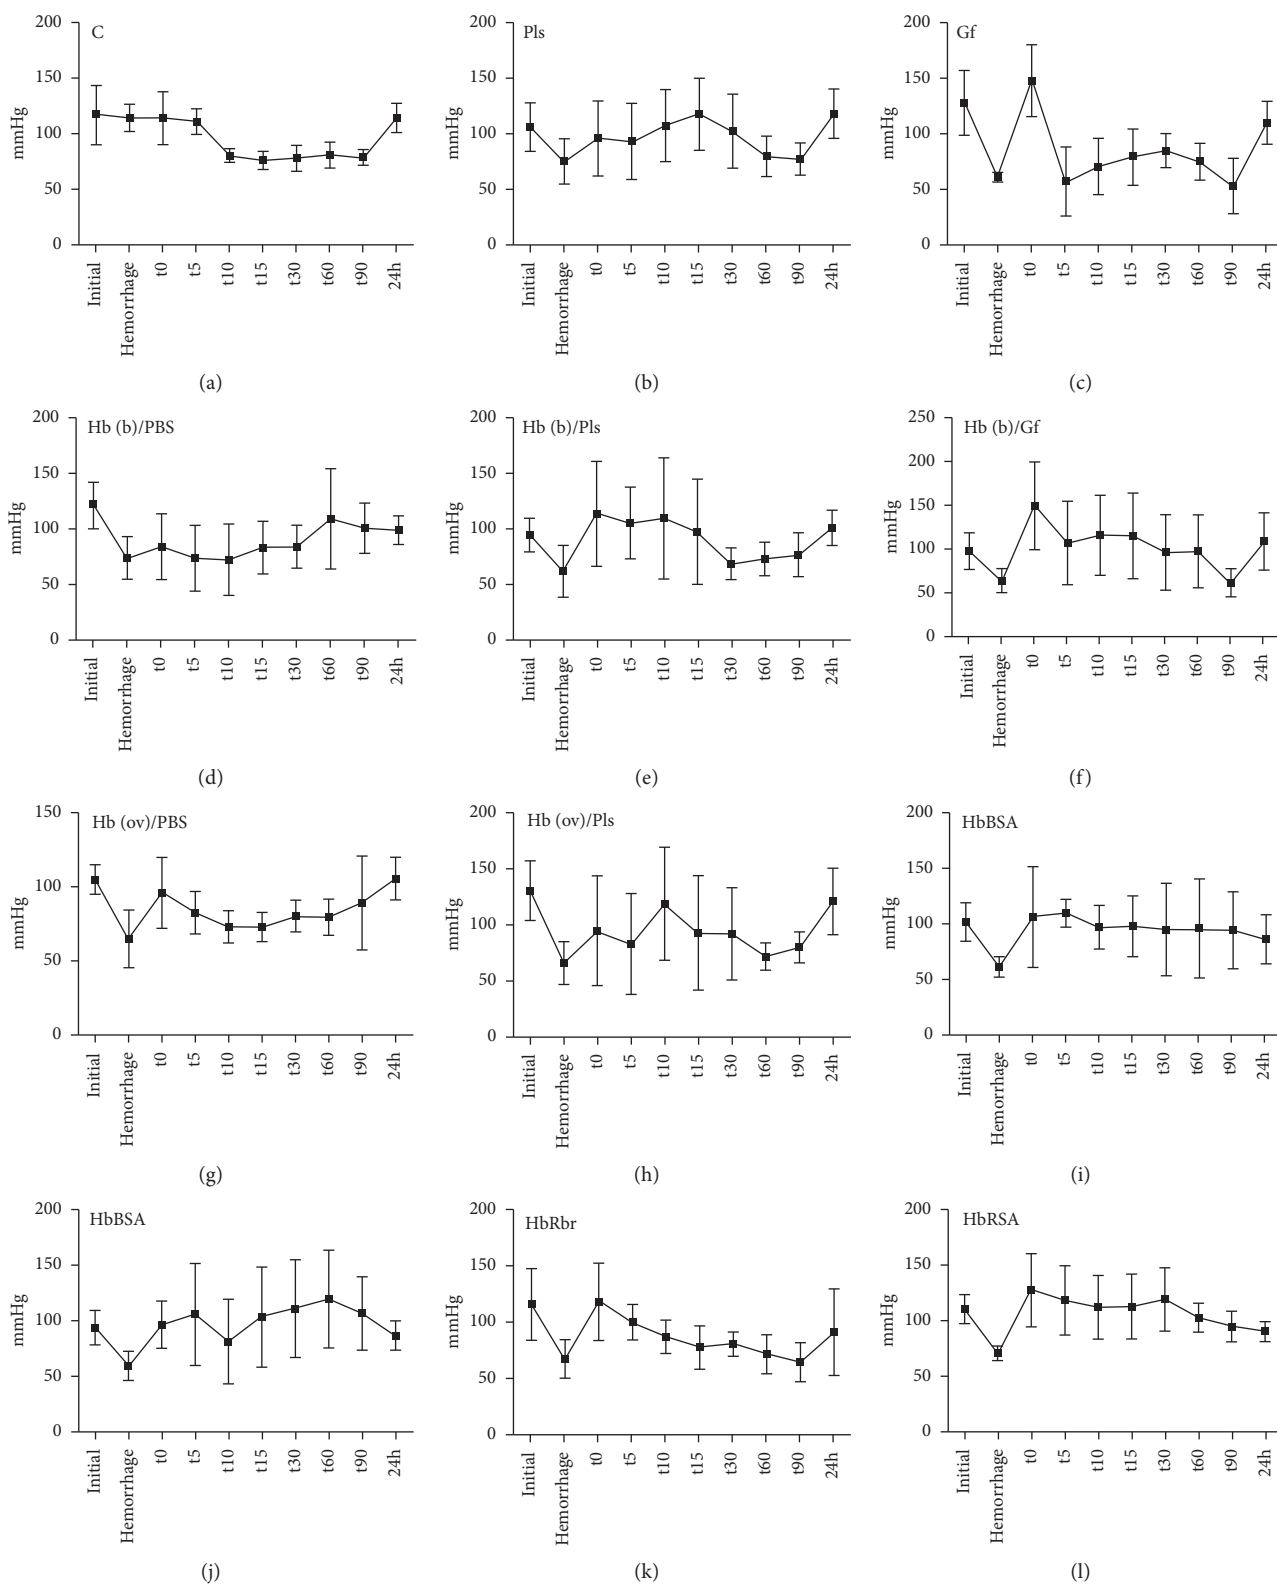 C
mmHg
200
150
100
50
0
Initial
Hemorrhage
t0
t5
t10
t15
t30
t60
t90
24h
(a)
Pls
mmHg
200
150
100
50
0
Initial
Hemorrhage
t0
t5
t10
t15
t30
t60
t90
24h
(b)
Gf
mmHg
200
150
100
50
0
Initial
Hemorrhage
t0
t5
t10
t15
t30
t60
t90
24h
(c)
Hb (b)/PBS
mmHg
200
150
100
50
0
Initial
Hemorrhage
t0
t5
t10
t15
t30
t60
t90
24h
(d)
Hb (b)/Pls
mmHg
200
150
100
50
0
Initial
Hemorrhage
t0
t5
t10
t15
t30
t60
t90
24h
(e)
Hb (b)/Gf
mmHg
250
200
150
100
50
0
Initial
Hemorrhage
t0
t5
t10
t15
t30
t60
t90
24h
(f)
Hb (ov)/PBS
mmHg
150
100
50
0
Initial
Hemorrhage
t0
t5
t10
t15
t30
t60
t90
24h
(g)
Hb (ov)/Pls
mmHg
200
150
100
50
0
Initial
Hemorrhage
t0
t5
t10
t15
t30
t60
t90
24h
(h)
HbBSA
mmHg
200
150
100
50
0
Initial
Hemorrhage
t0
t5
t10
t15
t30
t60
t90
24h
(i)
HbBSA
mmHg
200
150
100
50
0
Initial
Hemorrhage
t0
t5
t10
t15
t30
t60
t90
24h
(j)
HbRbr
mmHg
200
150
100
50
0
Initial
Hemorrhage
t0
t5
t10
t15
t30
t60
t90
24h
(k)
HbRSA
mmHg
200
150
100
50
0
Initial
Hemorrhage
t0
t5
t10
t15
t30
t60
t90
24h
(l)